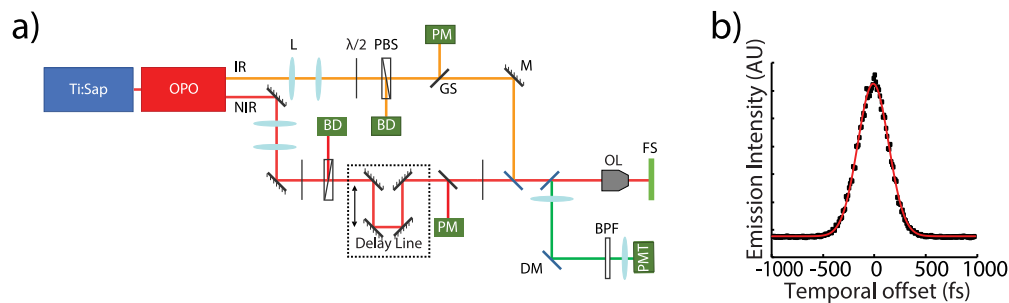 a)
Ti:Sap
OPO
IR
NIR
L
λ/2
PBS
PM
GS
M
BD
BD
Delay Line
PM
OL
FS
DM
BPF
PMT
b)
Emission Intensity (AU)
-1000 -500 0 500 1000
Temporal offset (fs)